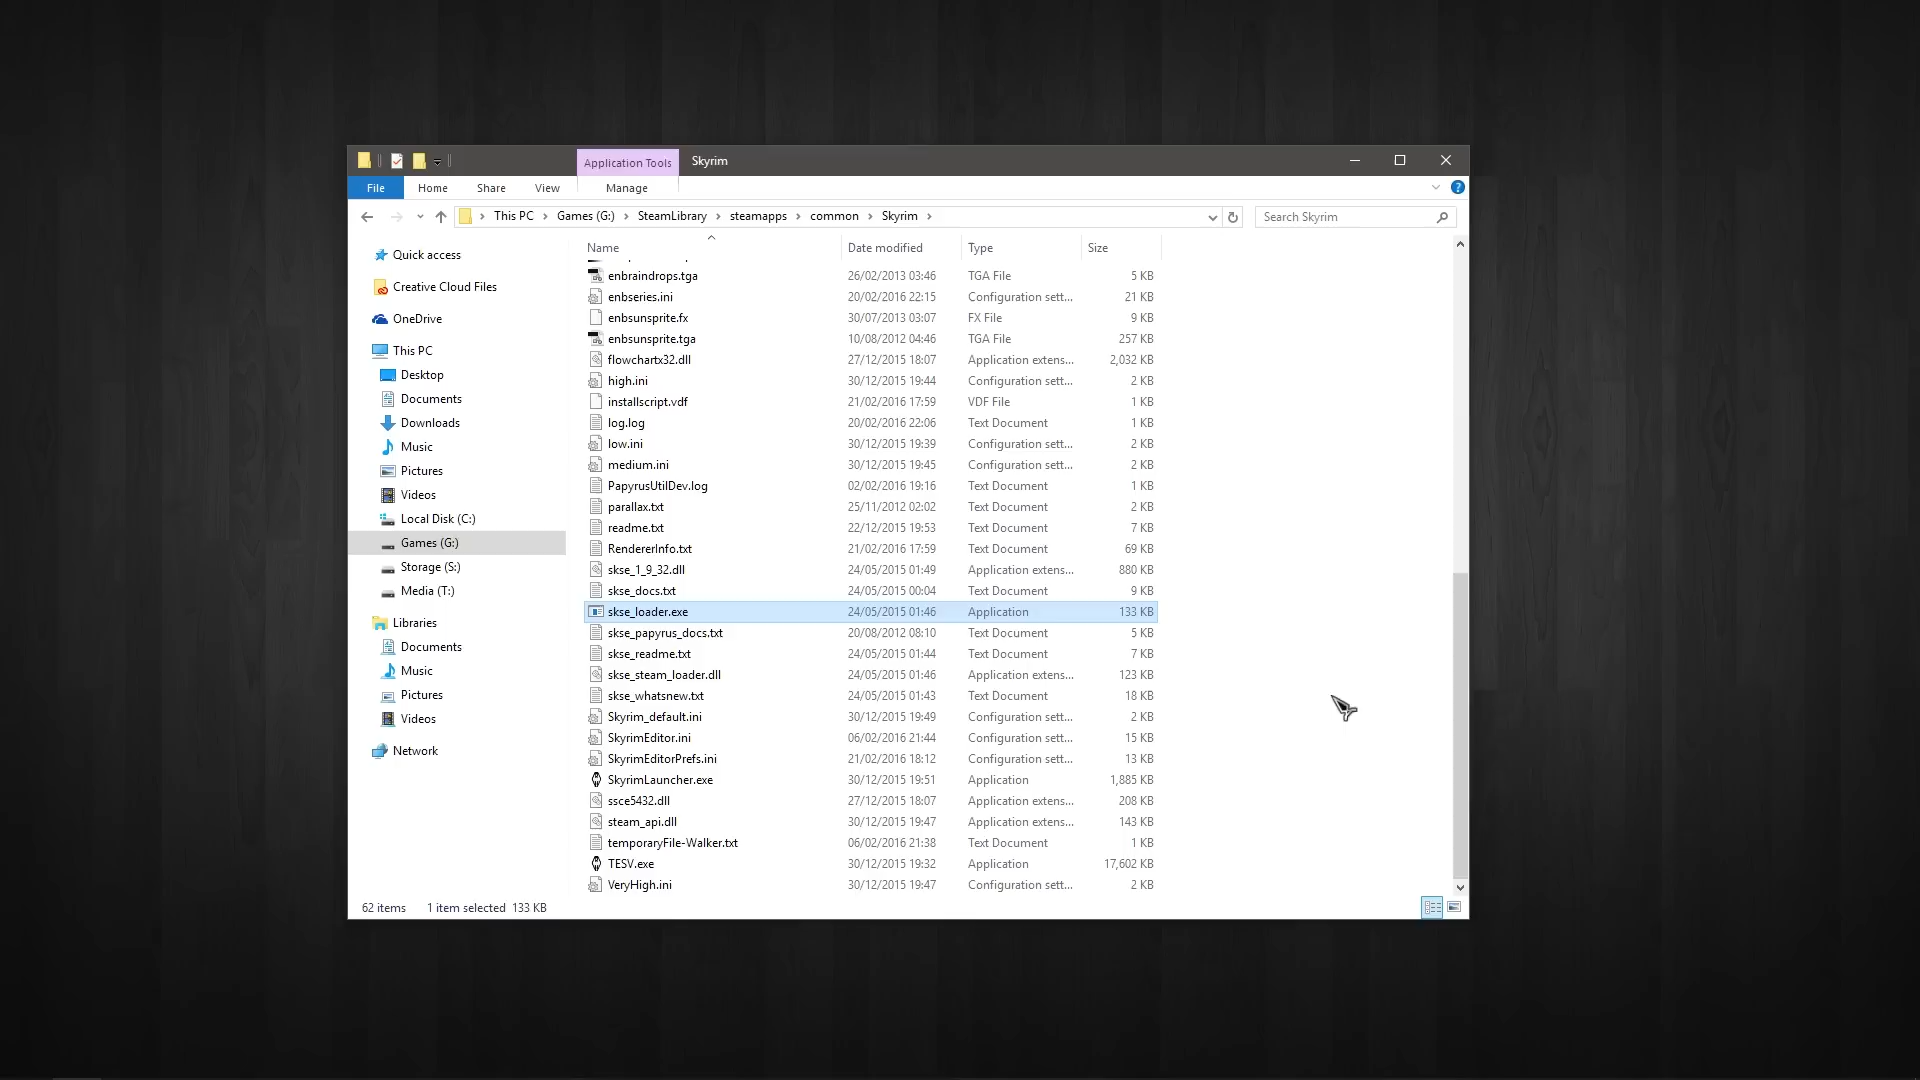 Application Tools Skyrim
File Home Share View Manage
This PC Games (G:) SteamLibrary steamapps common Skyrim Search Skyrim
Name Date modified Type Size
Quick access
Creative Cloud Files
OneDrive
This PC
Desktop
Documents
Downloads
Music
Pictures
Videos
Local Disk (C:)
Games (G:)
Storage (S:)
Media (T:)
Libraries
Documents
Music
Pictures
Videos
Network
enbraindrops.tga 26/02/2013 03:46 TGA File 5 KB
enbseries.ini 20/02/2016 22:15 Configuration sett... 21 KB
enbsunsprite.fx 30/07/2013 03:07 FX File 9 KB
enbsunsprite.tga 10/08/2012 04:46 TGA File 257 KB
flowchartx32.dll 27/12/2015 18:07 Application extens... 2,032 KB
high.ini 30/12/2015 19:44 Configuration sett... 2 KB
installscript.vdf 21/02/2016 17:59 VDF File 1 KB
log.log 20/02/2016 22:06 Text Document 1 KB
low.ini 30/12/2015 19:39 Configuration sett... 2 KB
medium.ini 30/12/2015 19:45 Configuration sett... 2 KB
PapyrusUtilDev.log 02/02/2016 19:16 Text Document 1 KB
parallax.txt 25/11/2012 02:02 Text Document 2 KB
readme.txt 22/12/2015 19:53 Text Document 7 KB
RendererInfo.txt 21/02/2016 17:59 Text Document 69 KB
skse_1_9_32.dll 24/05/2015 01:49 Application extens... 880 KB
skse_docs.txt 24/05/2015 00:04 Text Document 9 KB
skse_loader.exe 24/05/2015 01:46 Application 133 KB
skse_papyrus_docs.txt 20/08/2012 08:10 Text Document 5 KB
skse_readme.txt 24/05/2015 01:44 Text Document 7 KB
skse_steam_loader.dll 24/05/2015 01:46 Application extens... 123 KB
skse_whatsnew.txt 24/05/2015 01:43 Text Document 18 KB
Skyrim_default.ini 30/12/2015 19:49 Configuration sett... 2 KB
SkyrimEditor.ini 06/02/2016 21:44 Configuration sett... 15 KB
SkyrimEditorPrefs.ini 21/02/2016 18:12 Configuration sett... 13 KB
SkyrimLauncher.exe 30/12/2015 19:51 Application 1,885 KB
ssce5432.dll 27/12/2015 18:07 Application extens... 208 KB
steam_api.dll 30/12/2015 19:47 Application extens... 143 KB
temporaryFile-Walker.txt 06/02/2016 21:38 Text Document 1 KB
TESV.exe 30/12/2015 19:32 Application 17,602 KB
VeryHigh.ini 30/12/2015 19:47 Configuration sett... 2 KB
62 items 1 item selected 133 KB